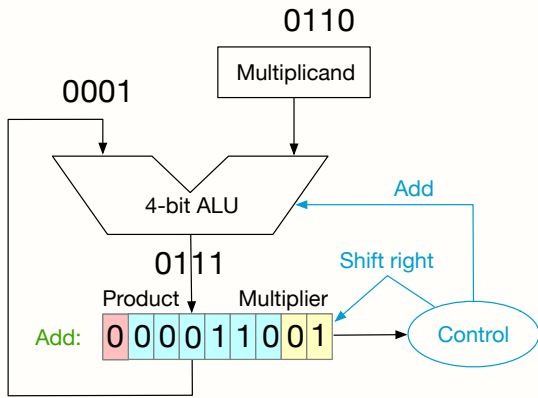 0110
Multiplicand
0001
4-bit ALU
Add
0111
Shift right
Product Multiplier
Add: 0 0 0 0 1 1 0 0 1
Control